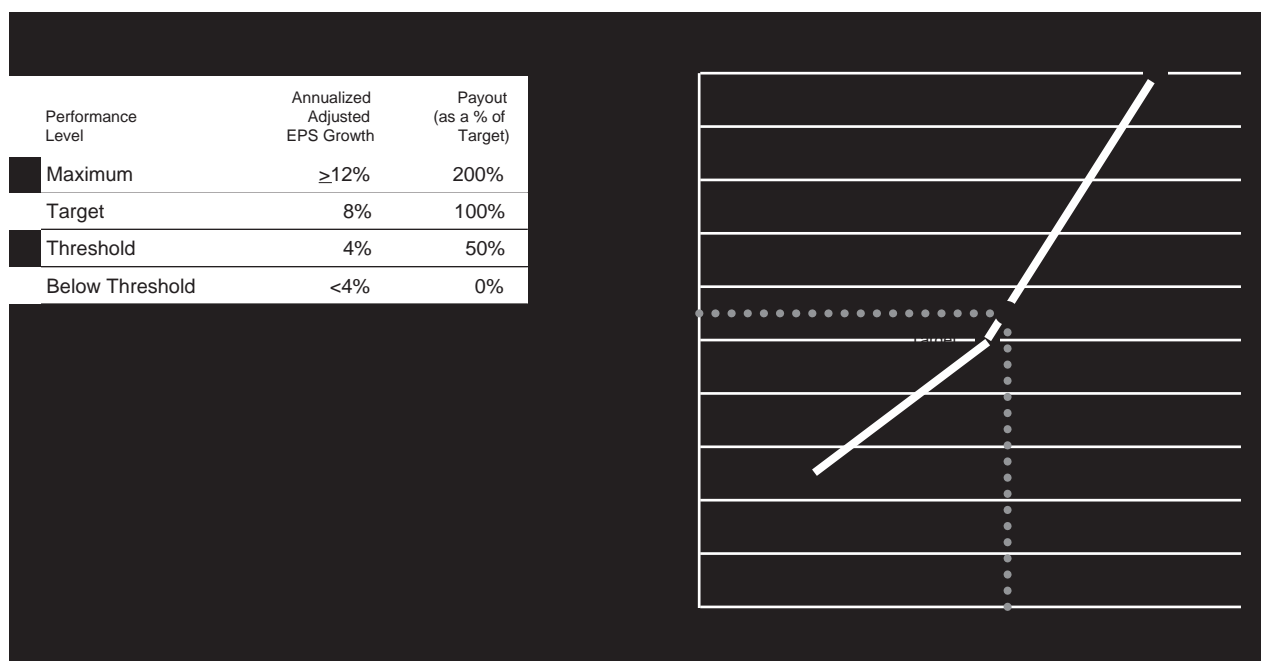 Performance Level
Annualized Adjusted EPS Growth
Payout (as a % of Target)
Maximum ≥12% 200%
Target 8% 100%
Threshold 4% 50%
Below Threshold <4% 0%
Target